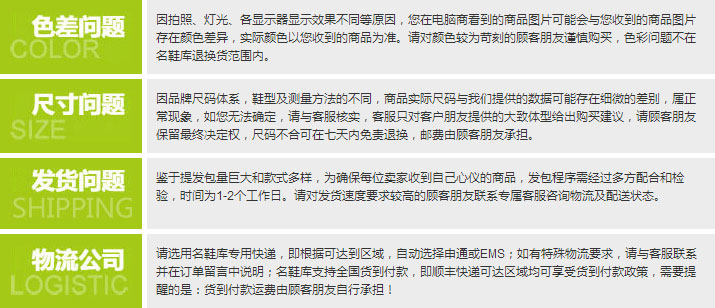 色差问题
COLOR
因拍照、灯光、各显示器显示效果不同等原因，您在电脑商看到的商品图片可能会与您收到的商品图片
存在颜色差异，实际颜色以您收到的商品为准。请对颜色较为苛刻的顾客朋友谨慎购买，色彩问题不在
名鞋库退换货范围内。
尺寸问题
SIZE
因品牌尺码体系，鞋型及测量方法的不同，商品实际尺码与我们提供的数据可能存在细微的差别，属正
常现象，如您无法确定，请与客服核实，客服只对客户朋友提供的大致体型给出购买建议，请顾客朋友
保留最终决定权，尺码不合可在七天内免麦退换，邮费由顾客朋友承担。
发货问题
SHIPPING
鉴于提发包量巨大和款式多样，为确保每位卖家收到自己心仪的商品，发包程序需经过多方配合和检
验，时间为1-2个工作日。请对发货速度要求较高的顾客朋友联系专属客服咨询物流及配送状态。
物流公司
LOGISTIC
请选用名鞋库专用快递，即根据可达到区域，自动选择申通或EMS；如有特殊物流要求，请与客服联系
并在订单留言中说明；名鞋库支持全国货到付款，即顺丰快递可达区域均可享受货到付款政策，需要提
醒的是：货到付款运费由顾客朋友自行承担！